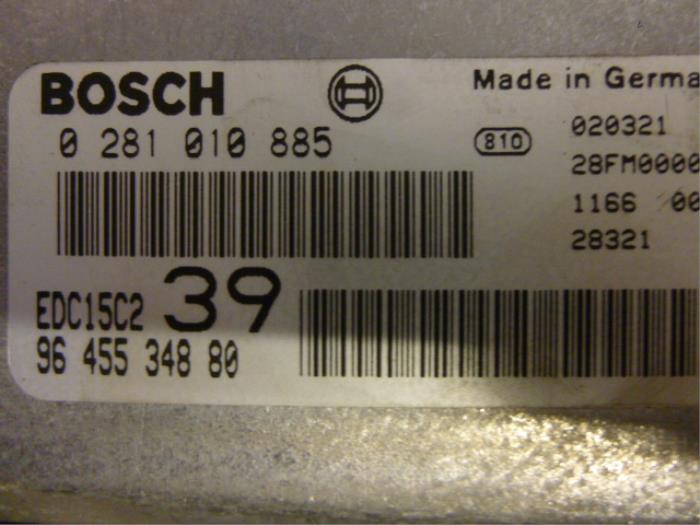 BOSCH
Made in Germa
0 281 010 885
810
020321
28FM0000
1166 00
28321
EDC15C2 39
96 455 348 80